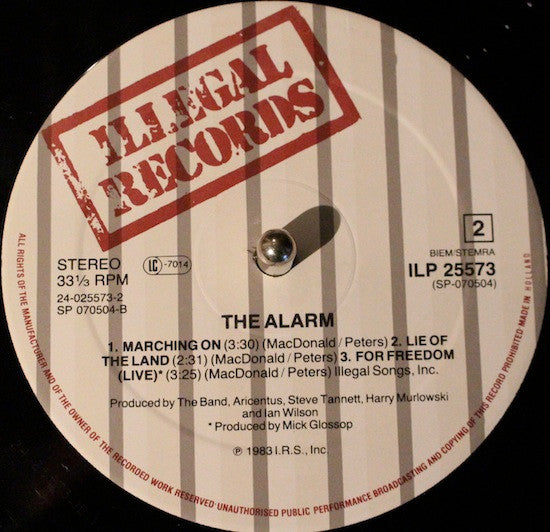 ILLEGAL
RECORDS
STEREO
33⅓ RPM
24-025573-2
SP 070504-B
LC-7014
2
BIEM/STEMRA
ILP 25573
(SP-070504)
THE ALARM
1. MARCHING ON (3:30) (MacDonald / Peters) 2. LIE OF
THE LAND (2:31) (MacDonald / Peters) 3. FOR FREEDOM
(LIVE)* (3:25) (MacDonald / Peters) Illegal Songs, Inc.
Produced by The Band, Aricentus, Steve Tannett, Harry Murlowski
and Ian Wilson
* Produced by Mick Glossop
℗ 1983 I.R.S., Inc.
ALL RIGHTS OF THE MANUFACTURER AND OF THE OWNER OF THE RECORDED WORK RESERVED UNAUTHORISED PUBLIC PERFORMANCE BROADCASTING AND COPYING OF THIS RECORD PROHIBITED MADE IN HOLLAND